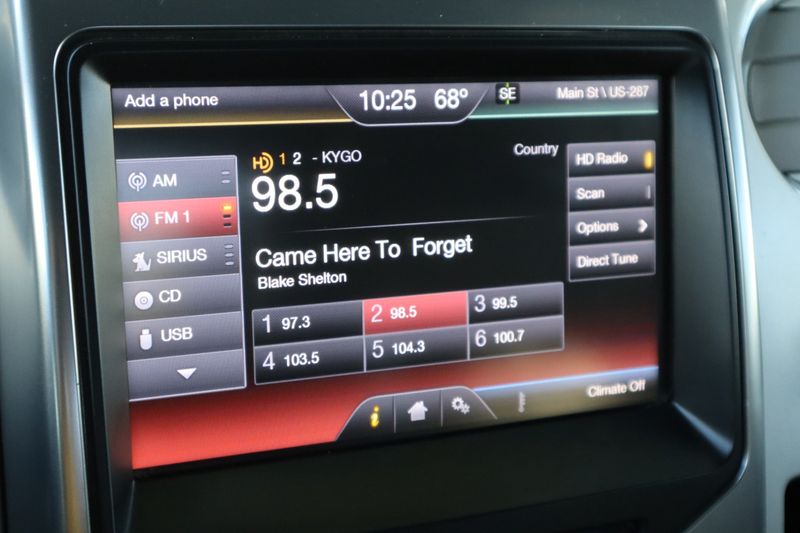 Add a phone
10:25 68°
SE
Main St \ US-287
HD 1 2 - KYGO
Country
98.5
Came Here To Forget
Blake Shelton
AM
FM 1
SIRIUS
CD
USB
HD Radio
Scan
Options
Direct Tune
1 97.3
2 98.5
3 99.5
4 103.5
5 104.3
6 100.7
i
Climate Off